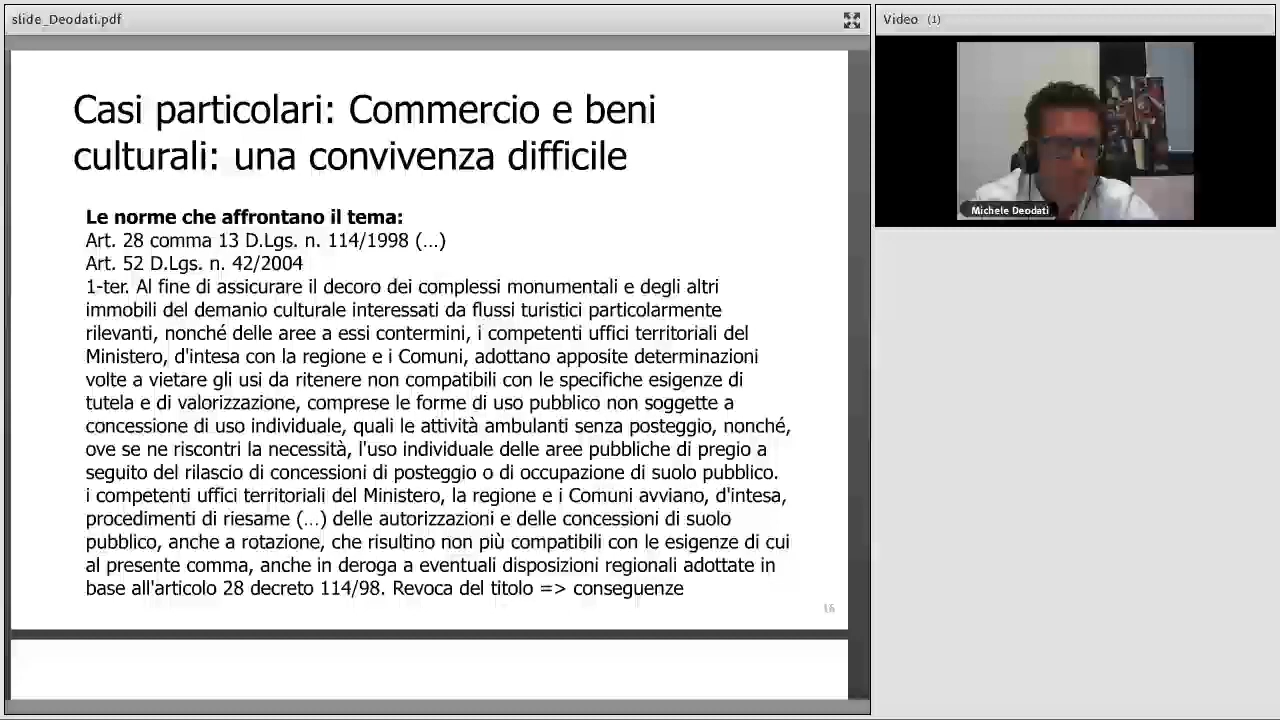 slide_Deodati.pdf
Video (1)
Casi particolari: Commercio e beni
culturali: una convivenza difficile
Le norme che affrontano il tema:
Art. 28 comma 13 D.Lgs. n. 114/1998 (...)
Art. 52 D.Lgs. n. 42/2004
1-ter. Al fine di assicurare il decoro dei complessi monumentali e degli altri
immobili del demanio culturale interessati da flussi turistici particolarmente
rilevanti, nonché delle aree a essi contermini, i competenti uffici territoriali del
Ministero, d'intesa con la regione e i Comuni, adottano apposite determinazioni
volte a vietare gli usi da ritenere non compatibili con le specifiche esigenze di
tutela e di valorizzazione, comprese le forme di uso pubblico non soggette a
concessione di uso individuale, quali le attività ambulanti senza posteggio, nonché,
ove se ne riscontri la necessità, l'uso individuale delle aree pubbliche di pregio a
seguito del rilascio di concessioni di posteggio o di occupazione di suolo pubblico.
i competenti uffici territoriali del Ministero, la regione e i Comuni avviano, d'intesa,
procedimenti di riesame (...) delle autorizzazioni e delle concessioni di suolo
pubblico, anche a rotazione, che risultino non più compatibili con le esigenze di cui
al presente comma, anche in deroga a eventuali disposizioni regionali adottate in
base all'articolo 28 decreto 114/98. Revoca del titolo => conseguenze
16
Michele Deodati